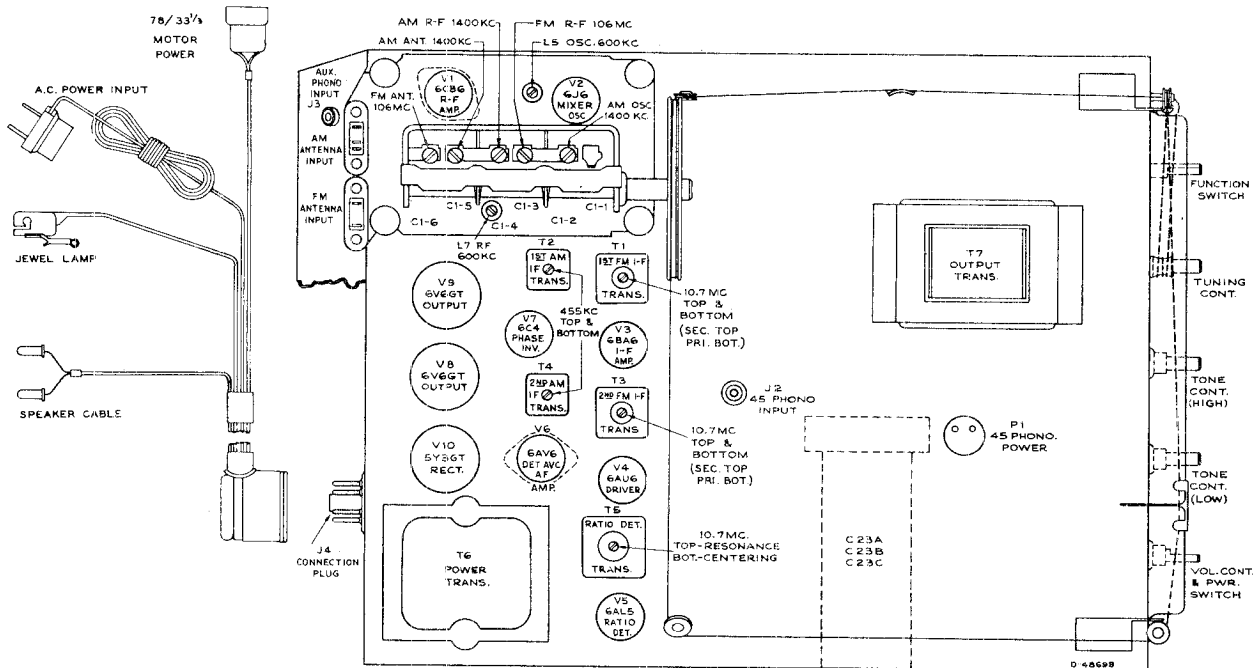 78/33⅓
MOTOR
POWER
A.C. POWER INPUT
JEWEL LAMP
SPEAKER CABLE
J4
CONNECTION
PLUG
AUX.
PHONO
INPUT
J3
AM
ANTENNA
INPUT
FM
ANTENNA
INPUT
AM R-F 1400KC
AM ANT. 1400KC
FM ANT.
106MC
FM R-F 106MC
L5 OSC. 600KC
AM OSC.
1400 KC.
V1
6CB6
R-F
AMP.
V2
6J6
MIXER
OSC
C1-6
C1-5
C1-4
C1-3
C1-2
C1-1
L7 RF
600KC
T2
1ST AM
IF
TRANS.
T1
1ST FM I-F
TRANS.
V9
6V6GT
OUTPUT
455KC
TOP &
BOTTOM
10.7MC
TOP &
BOTTOM
(SEC. TOP
PRI. BOT.)
V7
6C4
PHASE
INV.
V3
6BA6
I-F
AMP.
V8
6V6GT
OUTPUT
T4
2ND AM
IF
TRANS.
T3
2ND FM I-F
TRANS.
10.7MC
TOP &
BOTTOM
(SEC. TOP
PRI. BOT.)
V10
5Y3GT
RECT.
V6
6AV6
DET AVC
AF
AMP.
V4
6AU6
DRIVER
T5
RATIO DET.
TRANS.
10.7MC.
TOP-RESONANCE
BOT.-CENTERING
T6
POWER
TRANS.
V5
6AL5
RATIO
DET.
T7
OUTPUT
TRANS.
J2
45 PHONO
INPUT
P1
45 PHONO.
POWER
C23A
C23B
C23C
FUNCTION
SWITCH
TUNING
CONT.
TONE
CONT.
(HIGH)
TONE
CONT.
(LOW)
VOL.CONT.
& PWR.
SWITCH
D-48698